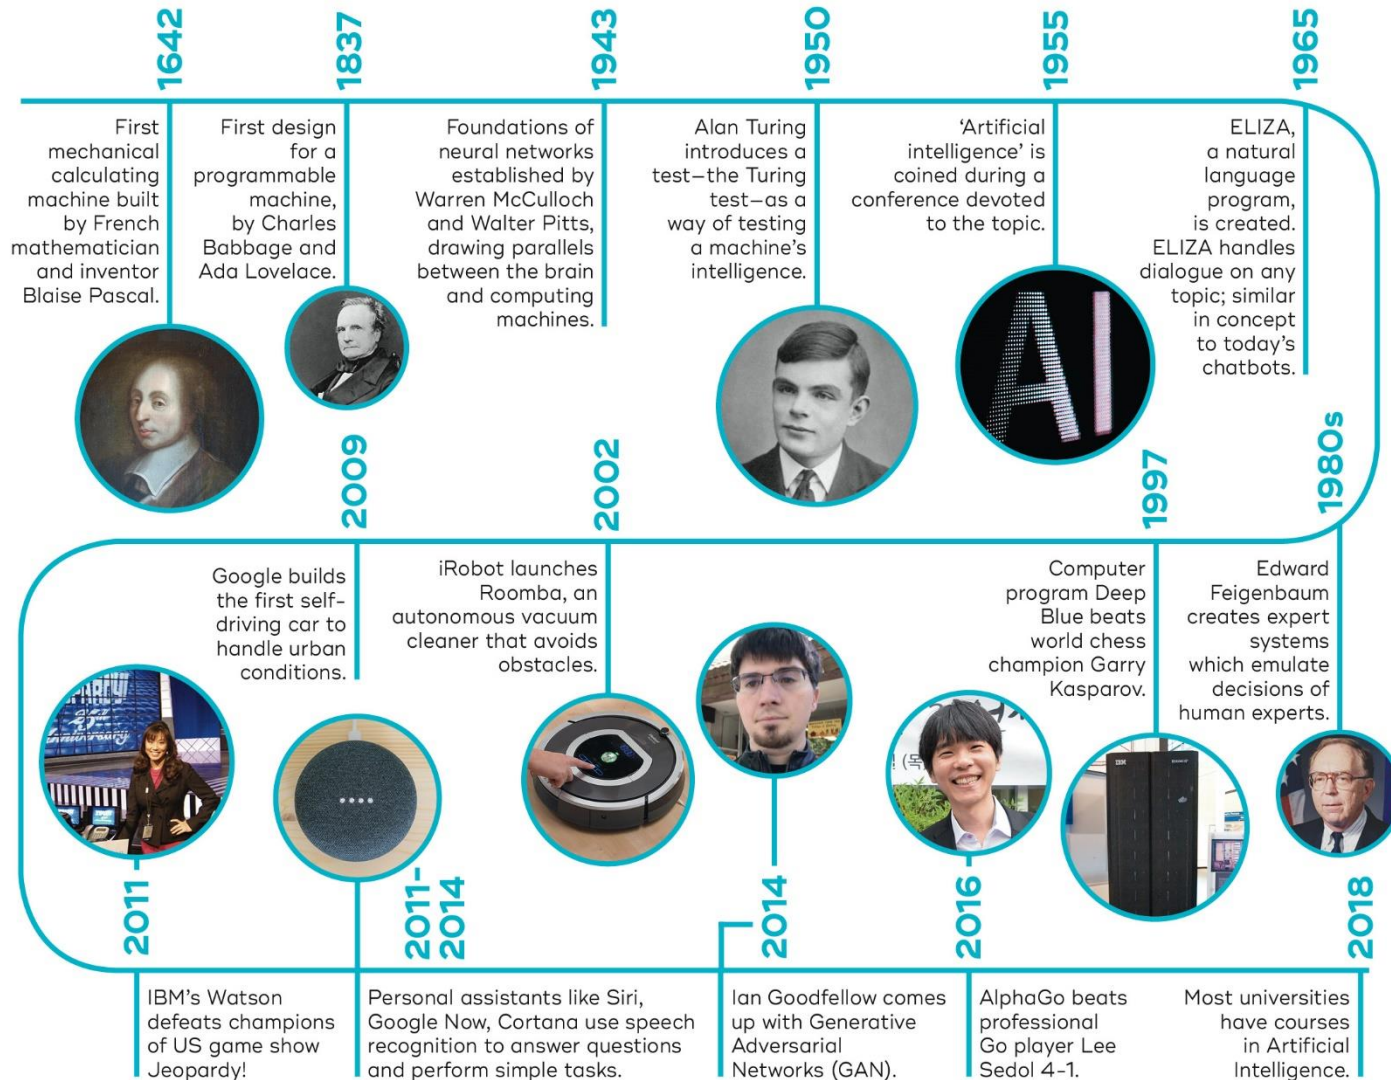 1642
First
mechanical
calculating
machine built
by French
mathematician
and inventor
Blaise Pascal.
1837
First design
for a
programmable
machine,
by Charles
Babbage and
Ada Lovelace.
1943
Foundations of
neural networks
established by
Warren McCulloch
and Walter Pitts,
drawing parallels
between the brain
and computing
machines.
1950
Alan Turing
introduces a
test—the Turing
test—as a
way of testing
a machine’s
intelligence.
1955
‘Artificial
intelligence’ is
coined during a
conference devoted
to the topic.
AI
1965
ELIZA,
a natural
language
program,
is created.
ELIZA handles
dialogue on any
topic; similar
in concept
to today’s
chatbots.
1980s
Edward
Feigenbaum
creates expert
systems
which emulate
decisions of
human experts.
1997
Computer
program Deep
Blue beats
world chess
champion Garry
Kasparov.
IBM
2002
iRobot launches
Roomba, an
autonomous vacuum
cleaner that avoids
obstacles.
2009
Google builds
the first self-
driving car to
handle urban
conditions.
2011
IBM’s Watson
defeats champions
of US game show
Jeopardy!
2011-
2014
Personal assistants like Siri,
Google Now, Cortana use speech
recognition to answer questions
and perform simple tasks.
2014
Ian Goodfellow comes
up with Generative
Adversarial
Networks (GAN).
2016
AlphaGo beats
professional
Go player Lee
Sedol 4-1.
2018
Most universities
have courses
in Artificial
Intelligence.